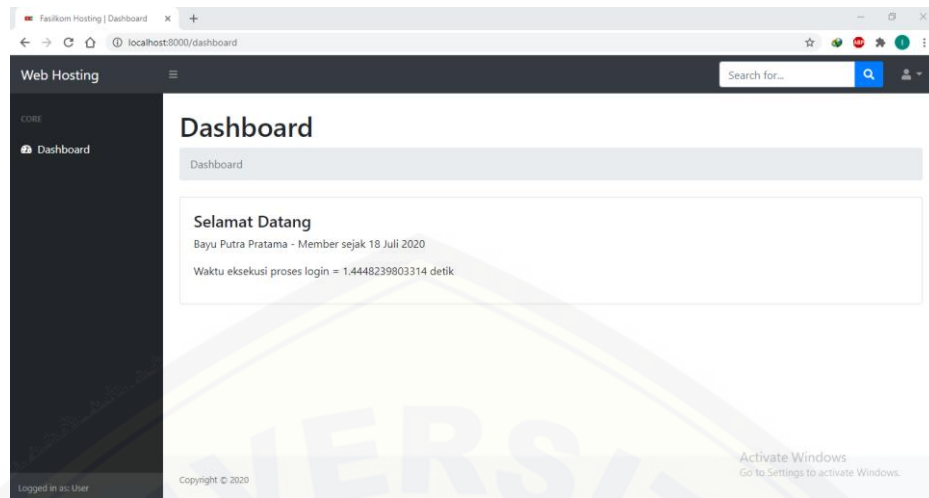 Fasilkom Hosting | Dashboard
localhost:8000/dashboard
ABP
I
Web Hosting
Search for...
CORE
Dashboard
Dashboard
Dashboard
Selamat Datang
Bayu Putra Pratama - Member sejak 18 Juli 2020
Waktu eksekusi proses login = 1.4448239803314 detik
VERSI
Activate Windows
Go to Settings to activate Windows.
Logged in as: User
Copyright © 2020